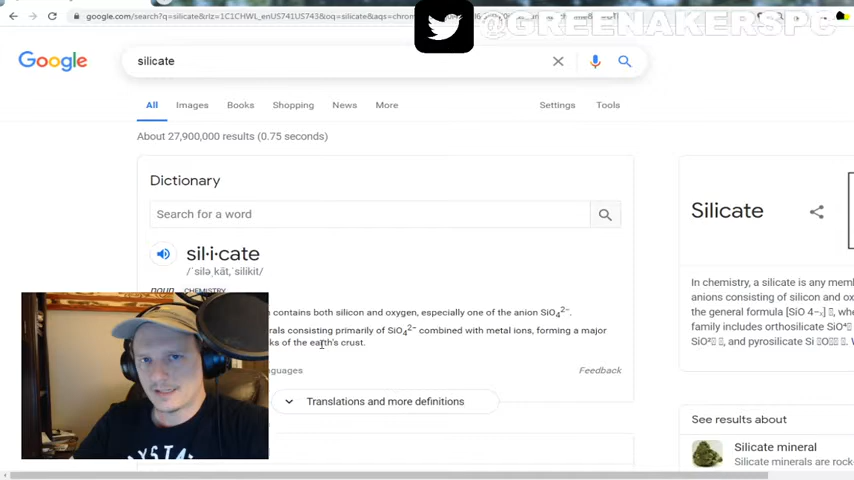 google.com/search?q=silicate&rlz=1C1CHWL_enUS741US743&oq=silicate&aqs=chrom
@GREENAKERSPC
Google
silicate
All Images Books Shopping News More Settings Tools
About 27,900,000 results (0.75 seconds)
Dictionary
Search for a word
sil·i·cate
/ˈsiləˌkāt,ˈsilikit/
noun CHEMISTRY
contains both silicon and oxygen, especially one of the anion SiO₄²⁻.
rals consisting primarily of SiO₄²⁻ combined with metal ions, forming a major
ks of the earth's crust.
nguages
Feedback
Translations and more definitions
Silicate
In chemistry, a silicate is any mem
anions consisting of silicon and ox
the general formula [SiO 4−ₓ] , whe
family includes orthosilicate SiO⁴
and pyrosilicate Si
See results about
Silicate mineral
Silicate minerals are rock